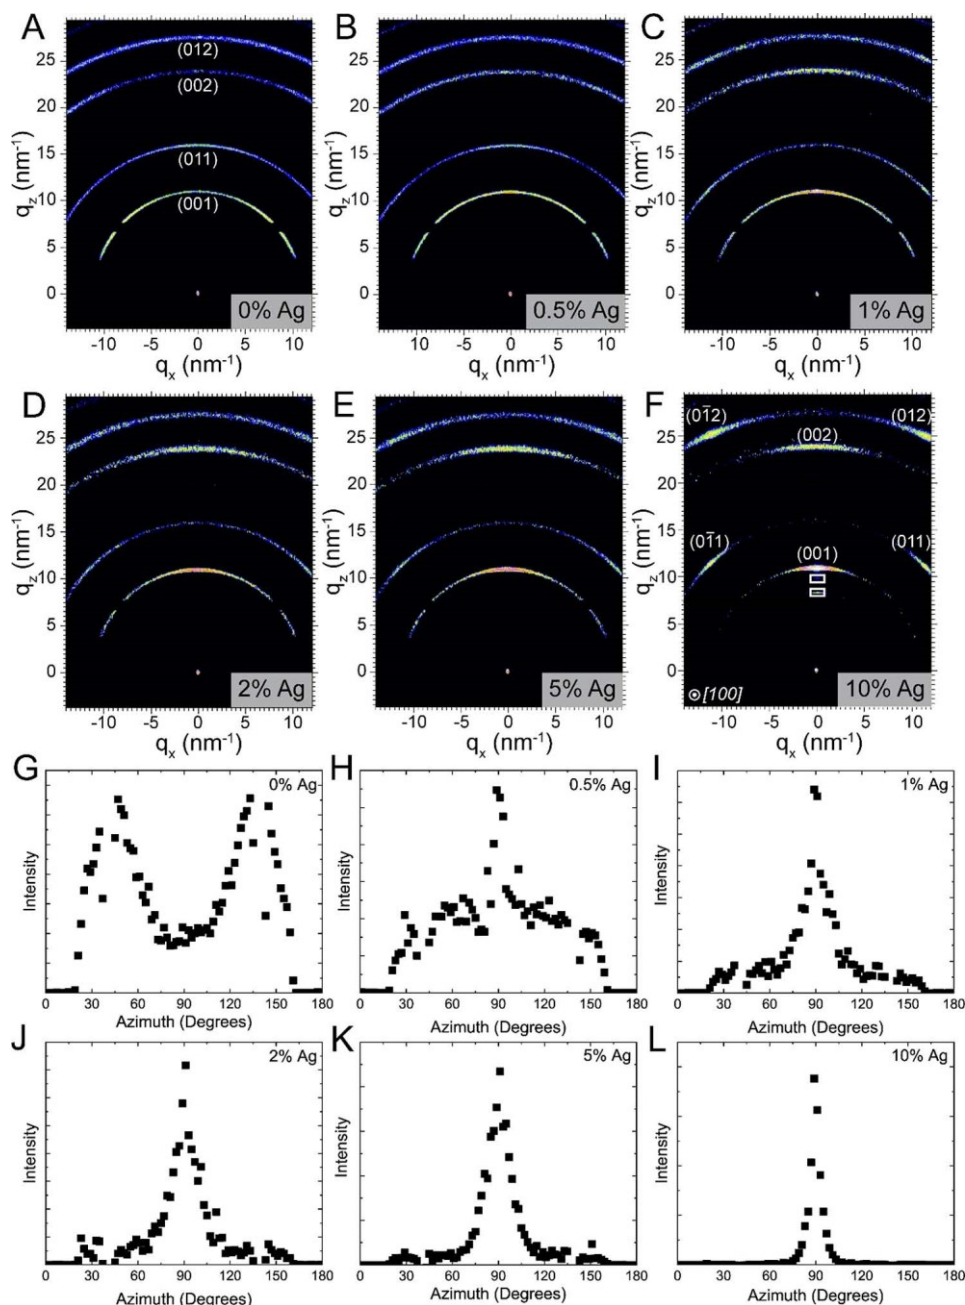 A
B
C
(012)
(002)
(011)
(001)
25
20
15
10
5
0
q_z (nm⁻¹)
0% Ag
-10 -5 0 5 10
q_x (nm⁻¹)
25
20
15
10
5
0
q_z (nm⁻¹)
0.5% Ag
-10 -5 0 5 10
q_x (nm⁻¹)
25
20
15
10
5
0
q_z (nm⁻¹)
1% Ag
-10 -5 0 5 10
q_x (nm⁻¹)
D
E
F
25
20
15
10
5
0
q_z (nm⁻¹)
2% Ag
-10 -5 0 5 10
q_x (nm⁻¹)
25
20
15
10
5
0
q_z (nm⁻¹)
5% Ag
-10 -5 0 5 10
q_x (nm⁻¹)
(01̅2)
(012)
(002)
(01̅1)
(001)
(011)
25
20
15
10
5
0
q_z (nm⁻¹)
[100]
10% Ag
-10 -5 0 5 10
q_x (nm⁻¹)
G
0% Ag
Intensity
0 30 60 90 120 150 180
Azimuth (Degrees)
H
0.5% Ag
Intensity
0 30 60 90 120 150 180
Azimuth (Degrees)
I
1% Ag
Intensity
0 30 60 90 120 150 180
Azimuth (Degrees)
J
2% Ag
Intensity
0 30 60 90 120 150 180
Azimuth (Degrees)
K
5% Ag
Intensity
0 30 60 90 120 150 180
Azimuth (Degrees)
L
10% Ag
Intensity
0 30 60 90 120 150 180
Azimuth (Degrees)